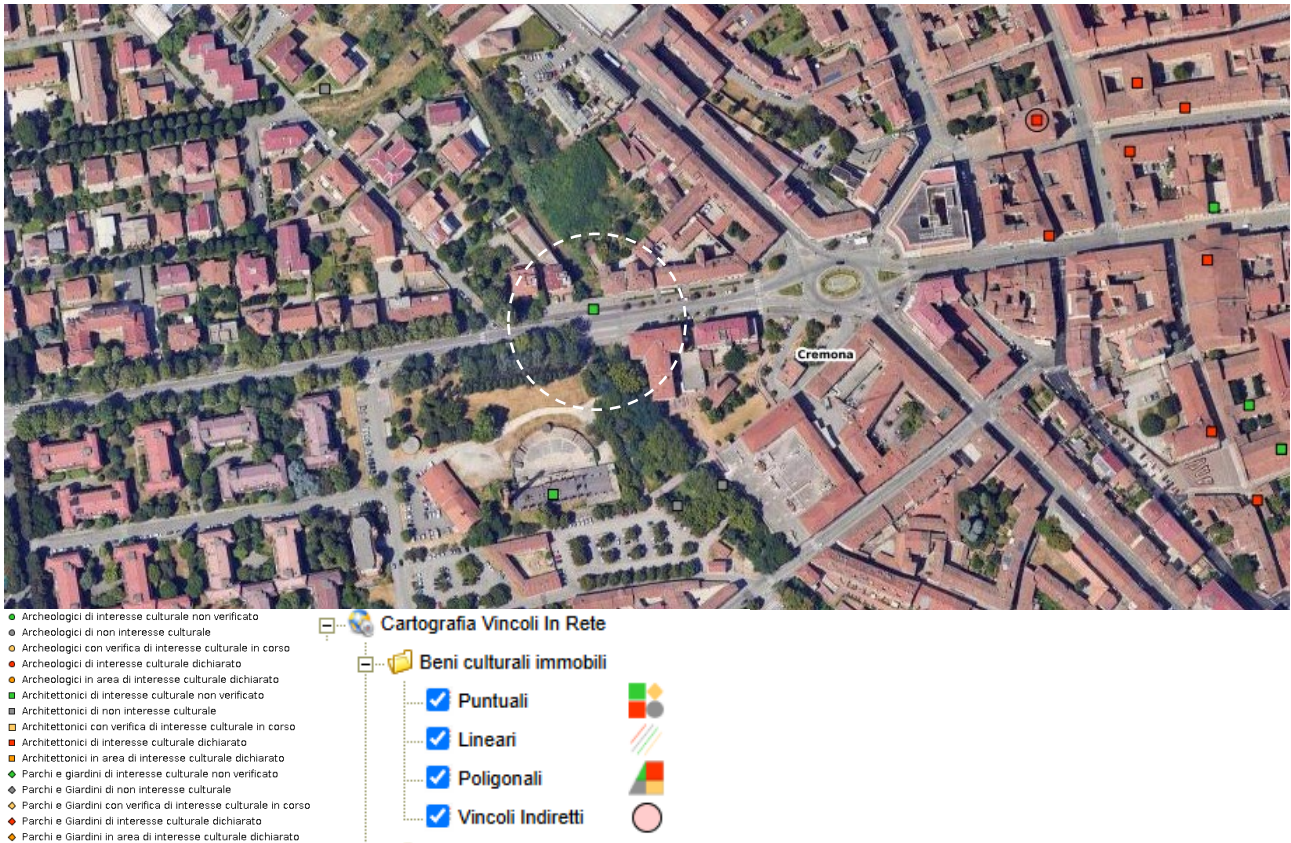 Cremona
Archeologici di interesse culturale non verificato
Archeologici di non interesse culturale
Archeologici con verifica di interesse culturale in corso
Archeologici di interesse culturale dichiarato
Archeologici in area di interesse culturale dichiarato
Architettonici di interesse culturale non verificato
Architettonici di non interesse culturale
Architettonici con verifica di interesse culturale in corso
Architettonici di interesse culturale dichiarato
Architettonici in area di interesse culturale dichiarato
Parchi e giardini di interesse culturale non verificato
Parchi e Giardini di non interesse culturale
Parchi e Giardini con verifica di interesse culturale in corso
Parchi e Giardini di interesse culturale dichiarato
Parchi e Giardini in area di interesse culturale dichiarato
Cartografia Vincoli In Rete
Beni culturali immobili
Puntuali
Lineari
Poligonali
Vincoli Indiretti